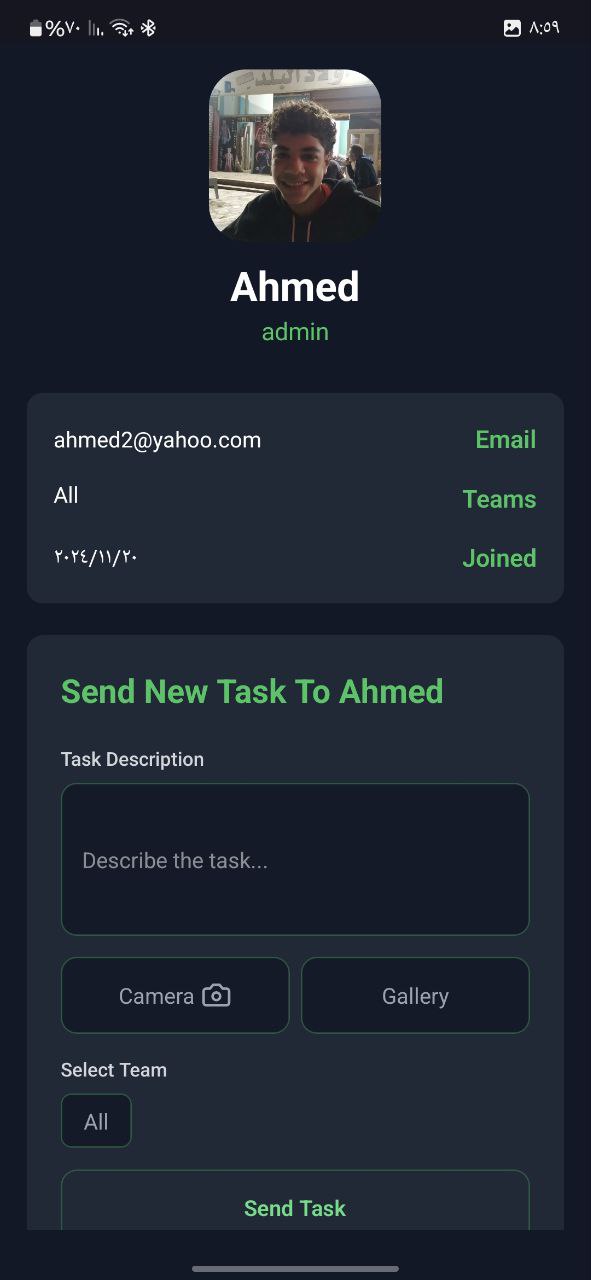 %٧٠ ٨:٥٩
Ahmed
admin
ahmed2@yahoo.com Email
All Teams
٢٠٢٤/١١/٢٠ Joined
Send New Task To Ahmed
Task Description
Describe the task...
Camera Gallery
Select Team
All
Send Task